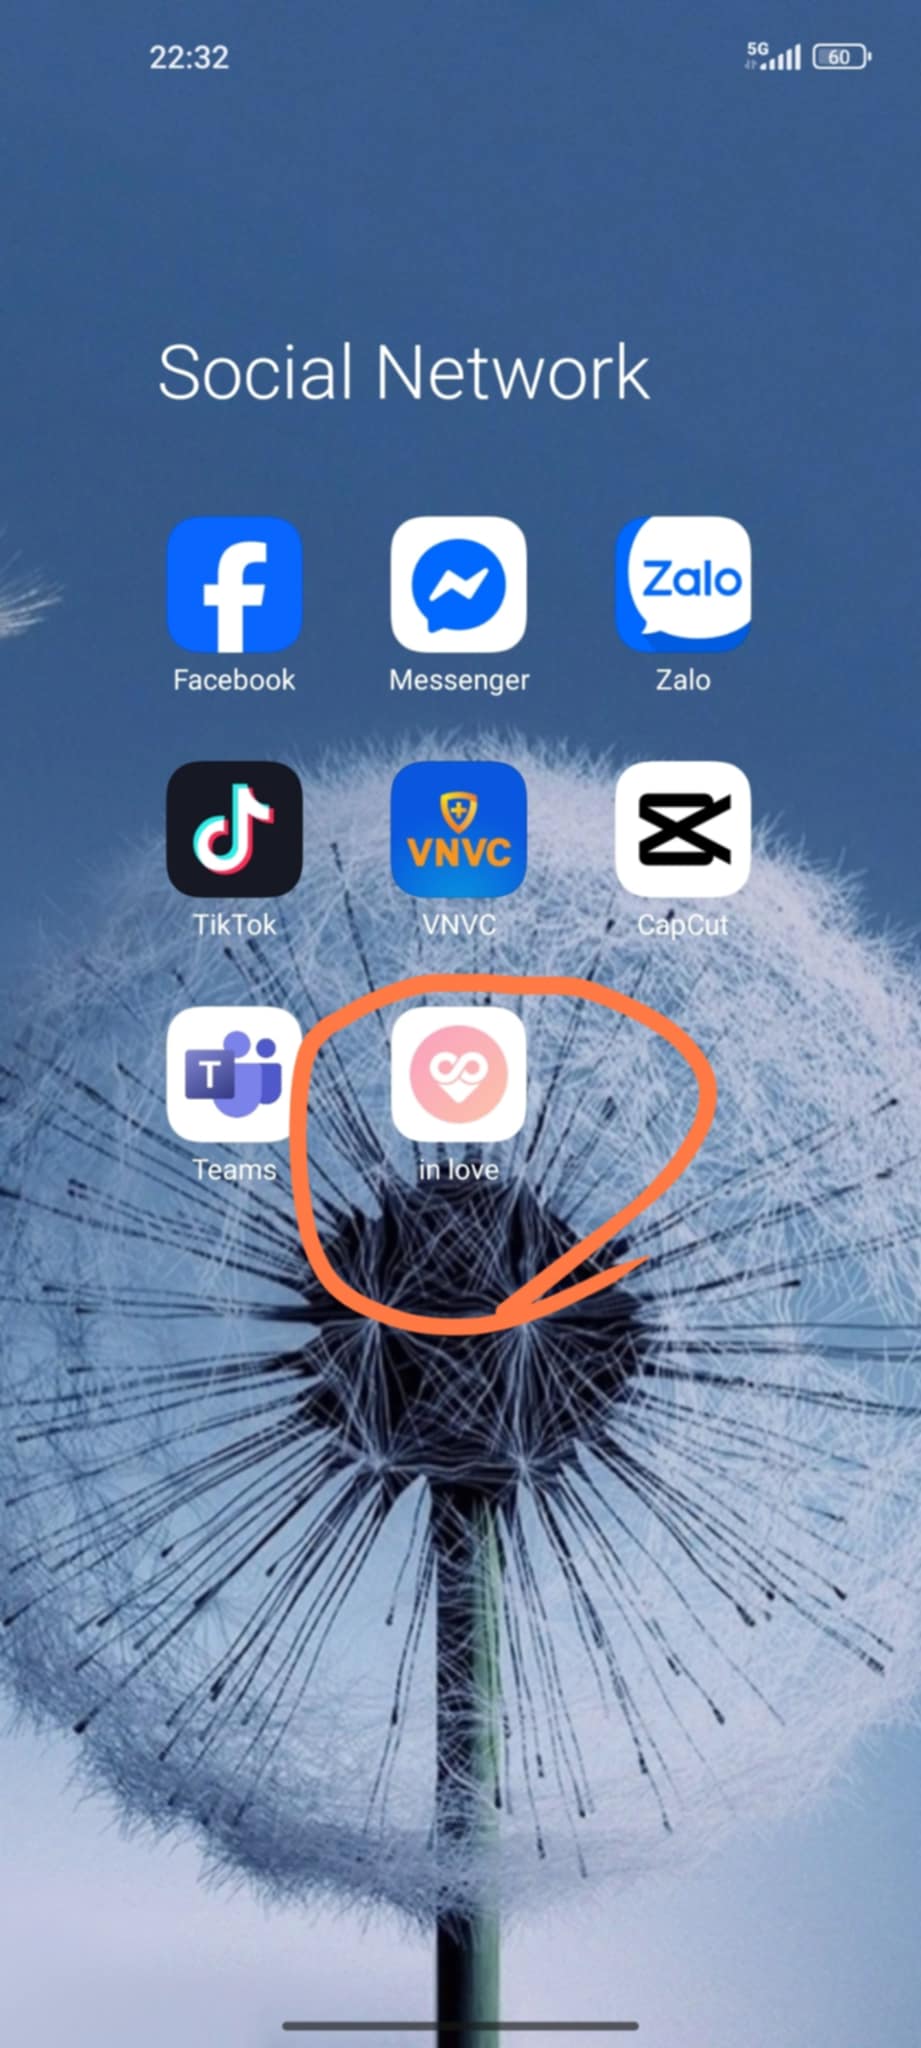 22:32
5G
60
Social Network
Zalo
Facebook
Messenger
Zalo
VNVC
TikTok
VNVC
CapCut
T
Teams
in love